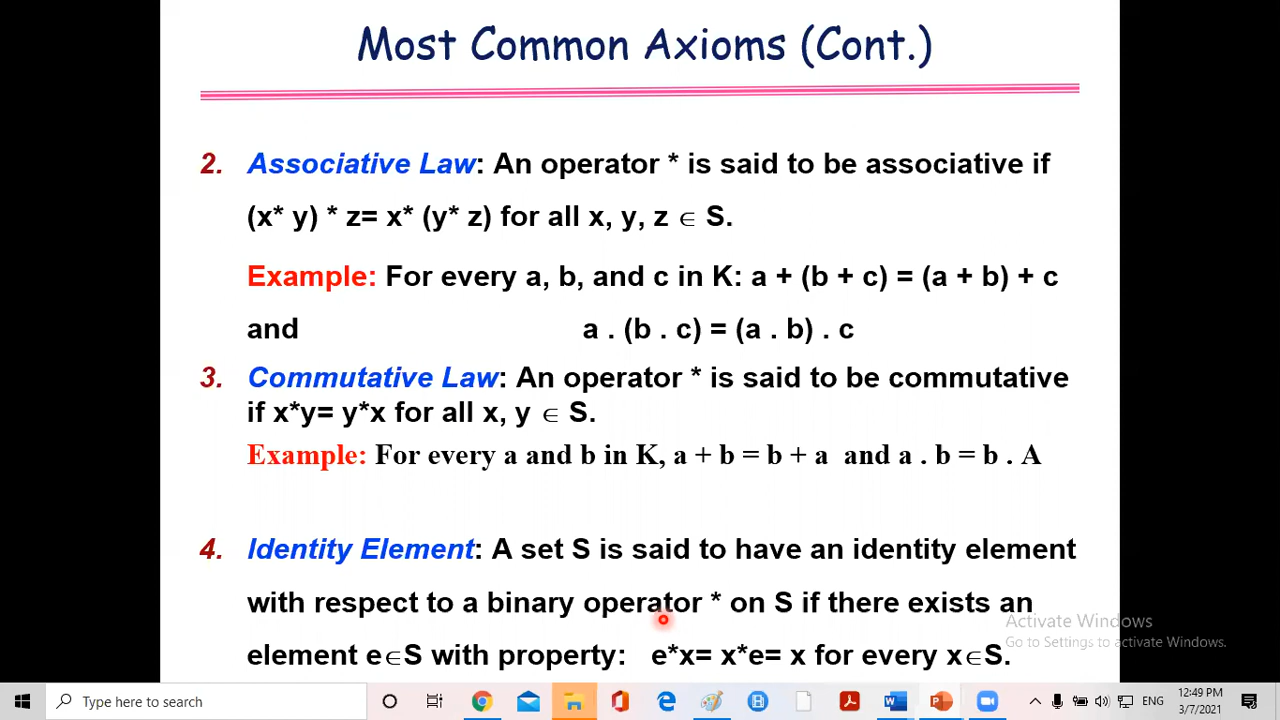 Most Common Axioms (Cont.)
2. Associative Law: An operator * is said to be associative if
(x* y) * z= x* (y* z) for all x, y, z ∈ S.
Example: For every a, b, and c in K: a + (b + c) = (a + b) + c
and a . (b . c) = (a . b) . c
3. Commutative Law: An operator * is said to be commutative
if x*y= y*x for all x, y ∈ S.
Example: For every a and b in K, a + b = b + a and a . b = b . A
4. Identity Element: A set S is said to have an identity element
with respect to a binary operator * on S if there exists an
element e∈S with property: e*x= x*e= x for every x∈S.
Activate Windows
Go to Settings to activate Windows.
Type here to search
ENG
12:49 PM
3/7/2021